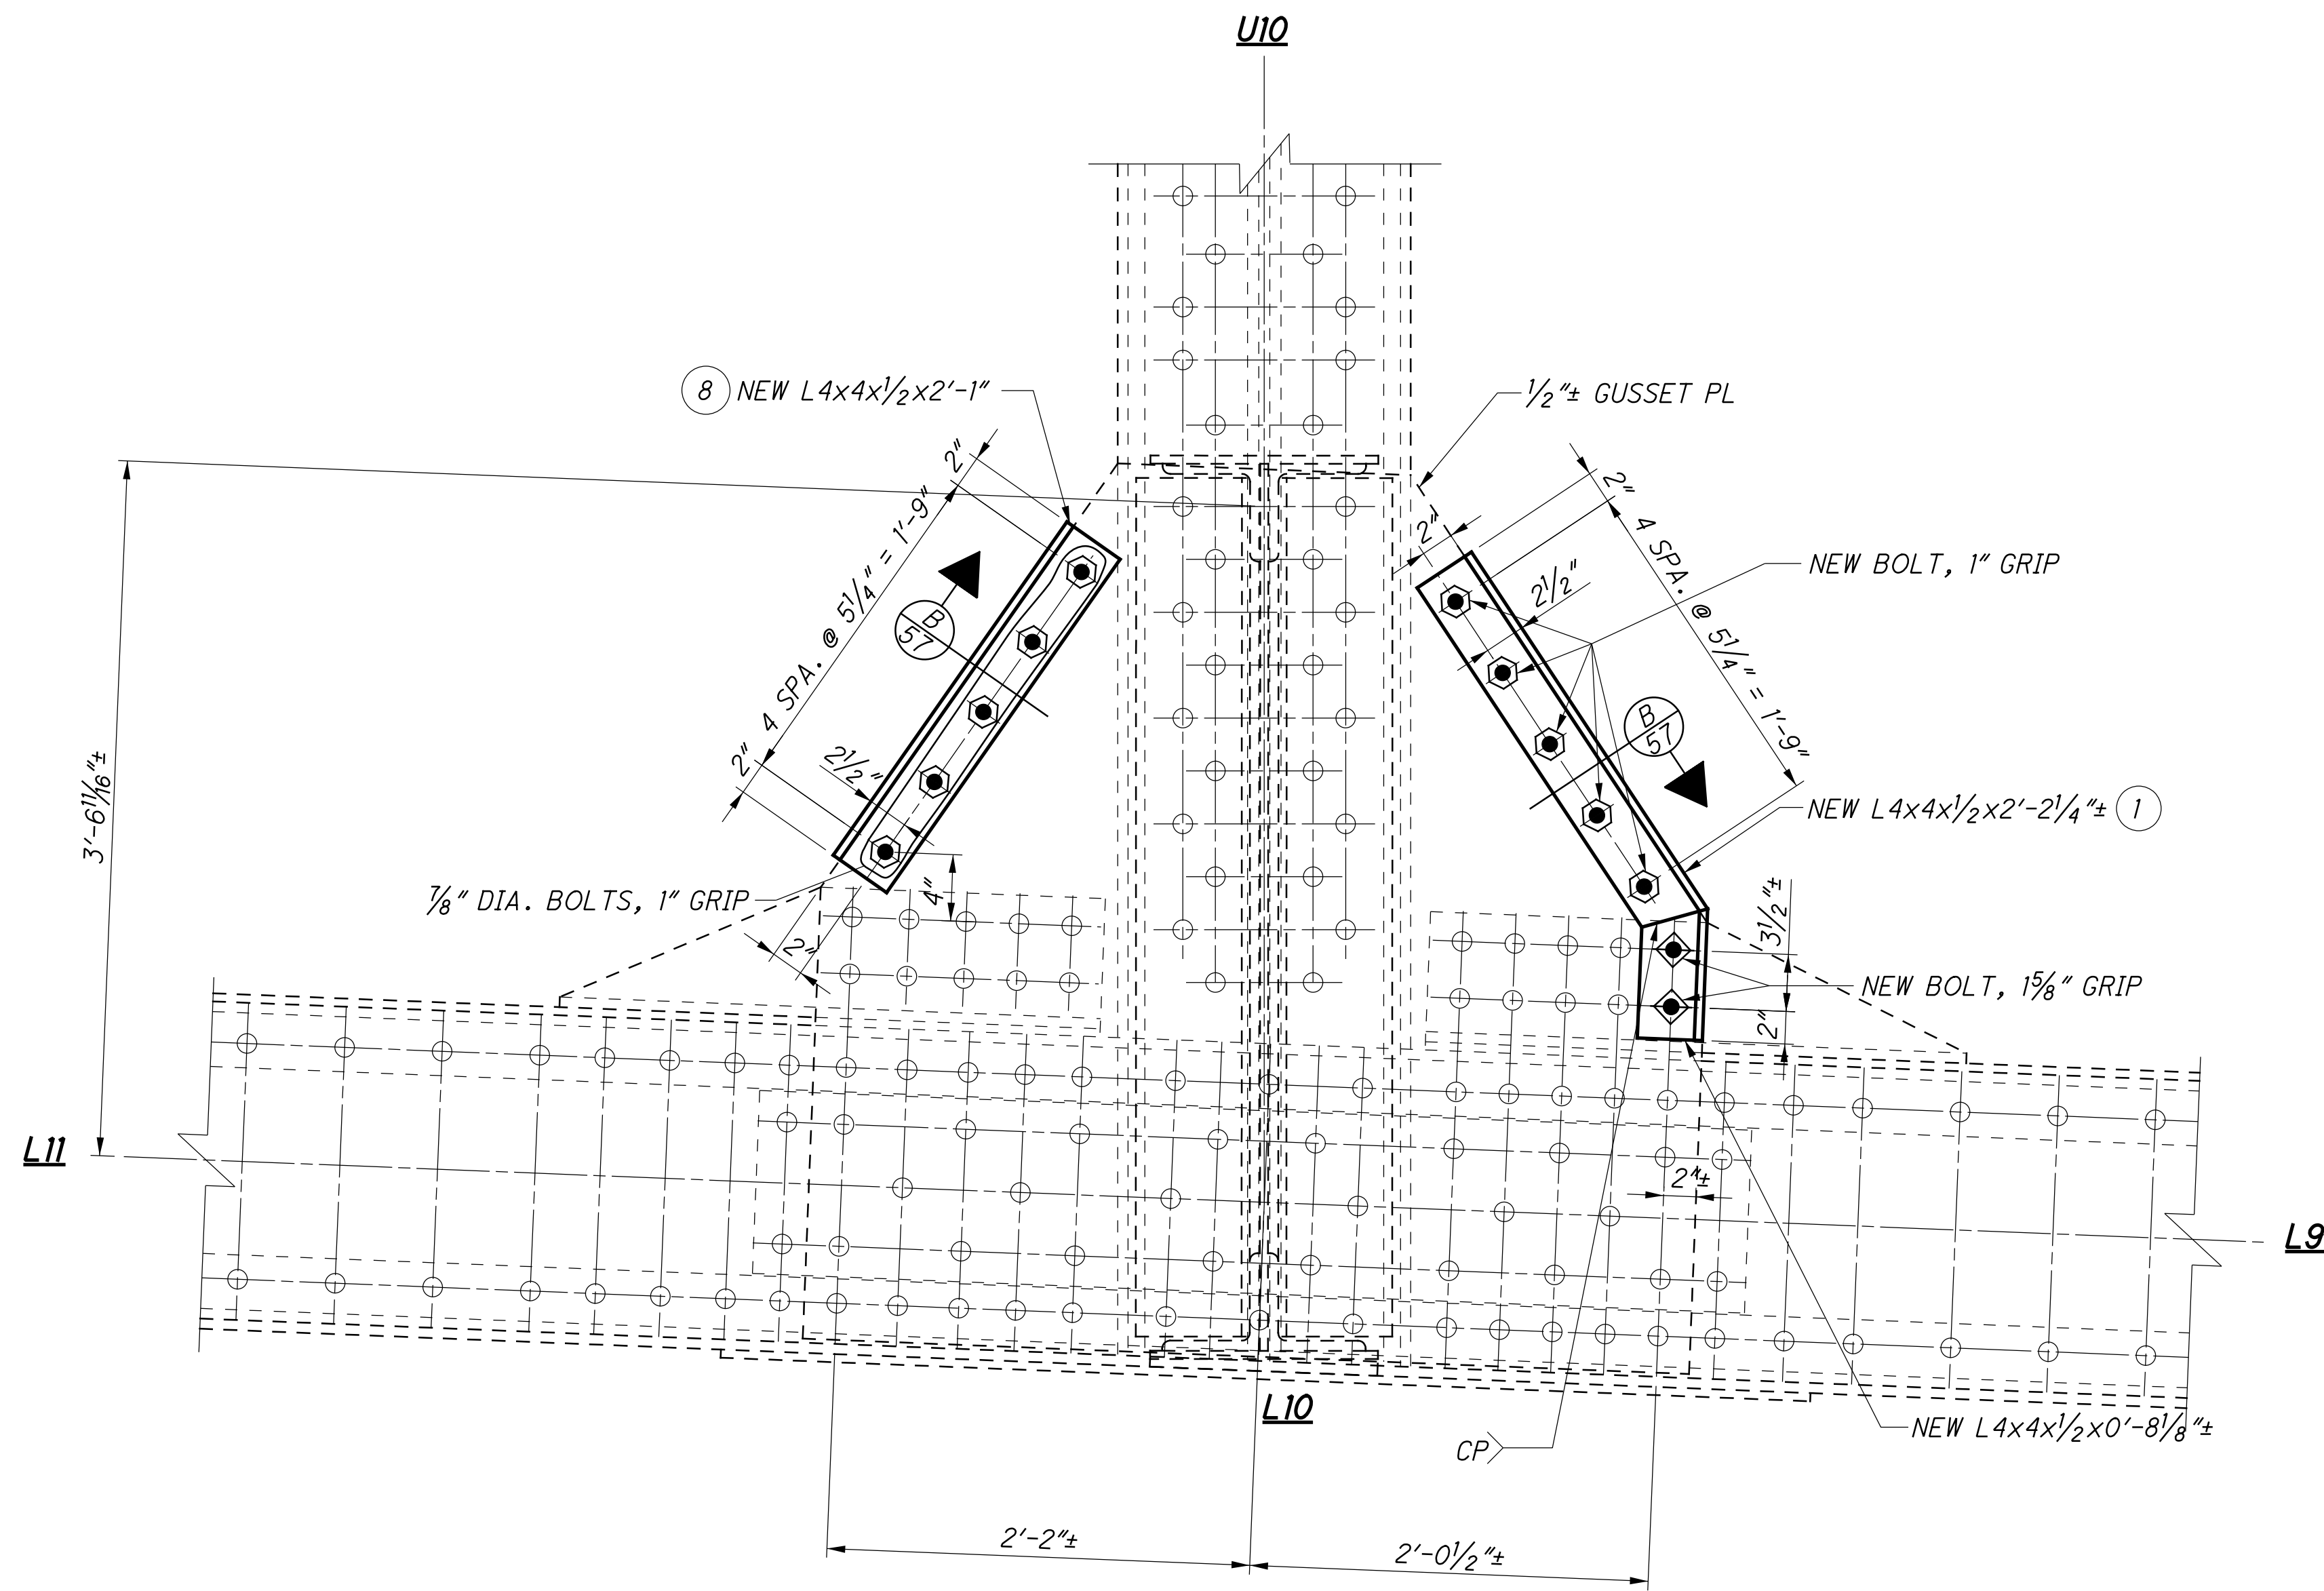 U10
8 NEW L4x4x1/2x2'-1"
1/2"± GUSSET PL
2"
4 SPA. @ 5 1/4" = 1'-9"
2"
2"
2"
4 SPA. @ 5 1/4" = 1'-9"
2 1/2"
NEW BOLT, 1" GRIP
B
57
B
57
3'-6 11/16"±
2 1/2"
NEW L4x4x1/2x2'-2 1/4"± 1
7/8" DIA. BOLTS, 1" GRIP
4"
2"
3 1/2"±
NEW BOLT, 1 5/8" GRIP
2"
L11
2"±
L9
L10
CP
NEW L4x4x1/2x0'-8 1/8"±
2'-2"±
2'-0 1/2"±